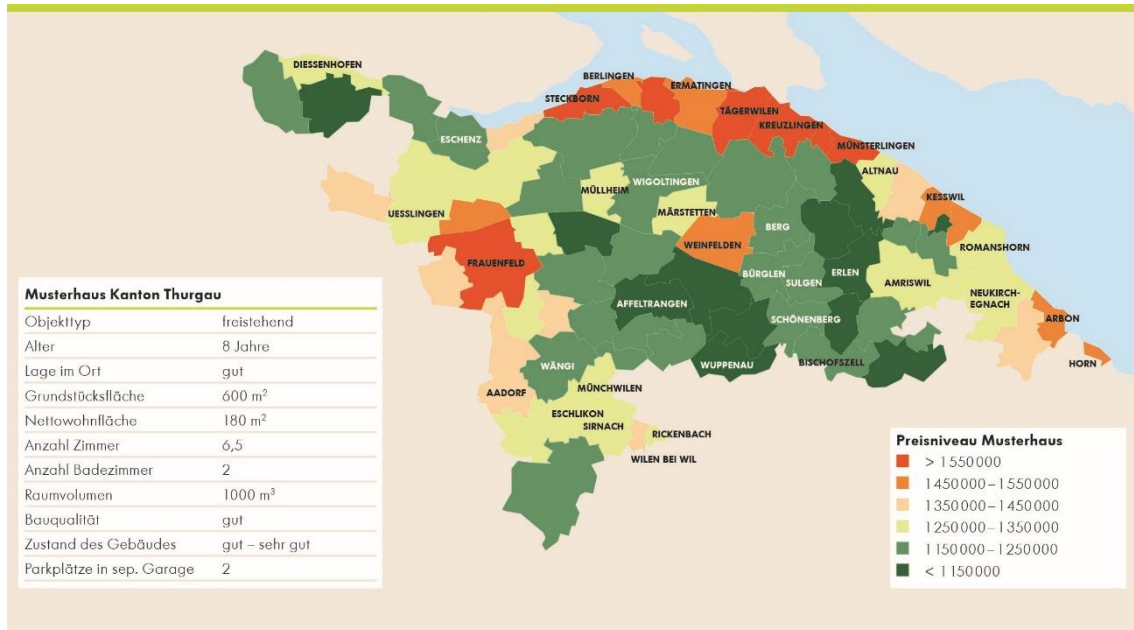 DIESSENHOFEN
BERLINGEN
ERMATINGEN
STECKBORN
TÄGERWILEN
KREUZLINGEN
ESCHENZ
MÜNSTERLINGEN
ALTNAU
WIGOLTINGEN
MÜLLHEIM
KESSWIL
UESSLINGEN
MÄRSTETTEN
BERG
WEINFELDEN
ROMANSHORN
FRAUENFELD
BÜRGLEN
SULGEN
ERLEN
AMRISWIL
NEUKIRCH-
EGNACH
AFFELTRANGEN
SCHÖNENBERG
ARBON
WÄNGI
WUPPENAU
BISCHOFSZELL
HORN
AADORF
MÜNCHWILEN
ESCHLIKON
SIRNACH
RICKENBACH
WILEN BEI WIL
Musterhaus Kanton Thurgau
Objekttyp freistehend
Alter 8 Jahre
Lage im Ort gut
Grundstücksfläche 600 m²
Nettowohnfläche 180 m²
Anzahl Zimmer 6,5
Anzahl Badezimmer 2
Raumvolumen 1000 m³
Bauqualität gut
Zustand des Gebäudes gut – sehr gut
Parkplätze in sep. Garage 2
Preisniveau Musterhaus
> 1 550 000
1 450 000 – 1 550 000
1 350 000 – 1 450 000
1 250 000 – 1 350 000
1 150 000 – 1 250 000
< 1 150 000